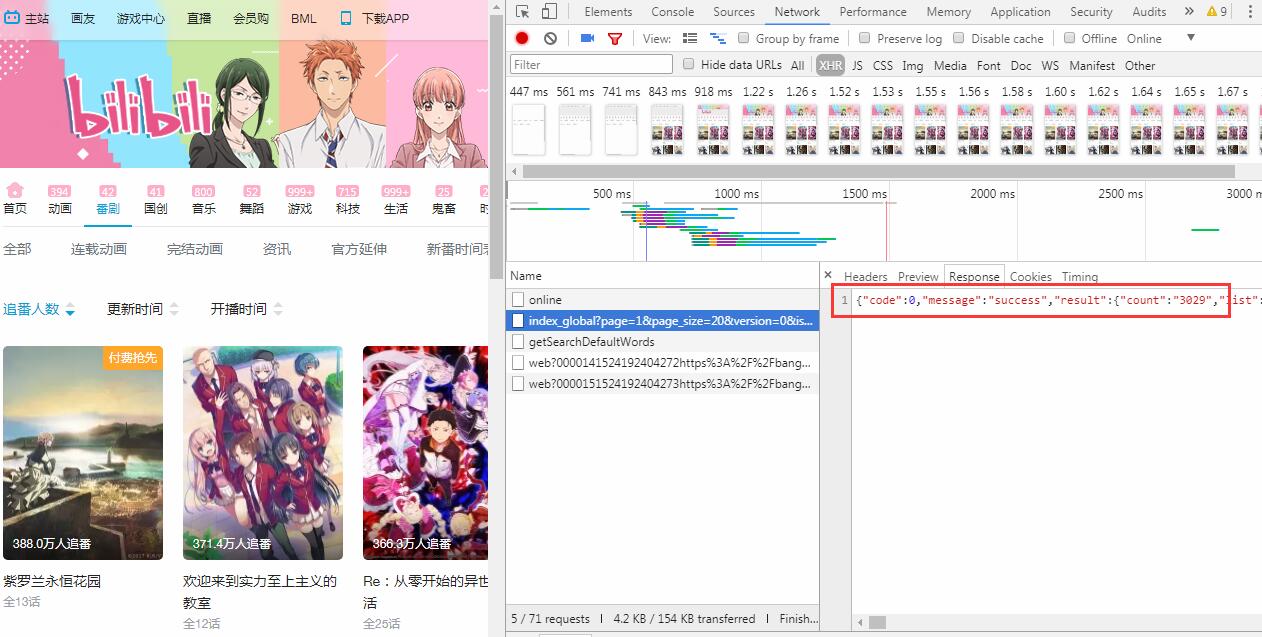 主站 画友 游戏中心 直播 会员购 BML 下载APP
bilibili
394 42 41 800 52 999+ 715 999+ 25
首页 动画 番剧 国创 音乐 舞蹈 游戏 科技 生活 鬼畜
全部 连载动画 完结动画 资讯 官方延伸 新番时间表
追番人数 更新时间 开播时间
付费抢先
388.0万人追番 371.4万人追番 366.3万人追番
紫罗兰永恒花园 欢迎来到实力至上主义的 Re：从零开始的异世
教室 活
全13话 全12话 全25话
Elements Console Sources Network Performance Memory Application Security Audits » 9
View: Group by frame Preserve log Disable cache Offline Online
Filter Hide data URLs All XHR JS CSS Img Media Font Doc WS Manifest Other
447 ms 561 ms 741 ms 843 ms 918 ms 1.22 s 1.26 s 1.52 s 1.53 s 1.55 s 1.56 s 1.58 s 1.60 s 1.62 s 1.64 s 1.65 s 1.67 s
500 ms 1000 ms 1500 ms 2000 ms 2500 ms 3000 m
Name
online
index_global?page=1&page_size=20&version=0&is...
getSearchDefaultWords
web?0000141524192404272https%3A%2F%2Fbang...
web?0000151524192404273https%3A%2F%2Fbang...
× Headers Preview Response Cookies Timing
1 {"code":0,"message":"success","result":{"count":"3029","list":
5 / 71 requests I 4.2 KB / 154 KB transferred I Finish...